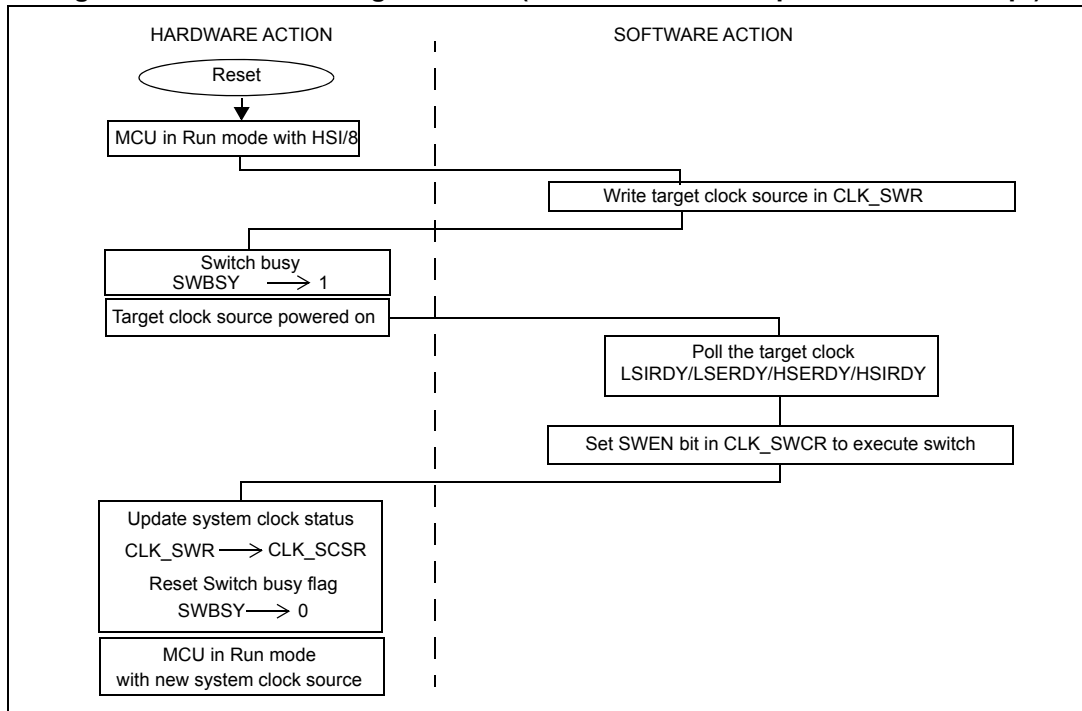 HARDWARE ACTION
SOFTWARE ACTION
Reset
MCU in Run mode with HSI/8
Write target clock source in CLK_SWR
Switch busy
SWBSY → 1
Target clock source powered on
Poll the target clock
LSIRDY/LSERDY/HSERDY/HSIRDY
Set SWEN bit in CLK_SWCR to execute switch
Update system clock status
CLK_SWR → CLK_SCSR
Reset Switch busy flag
SWBSY → 0
MCU in Run mode
with new system clock source